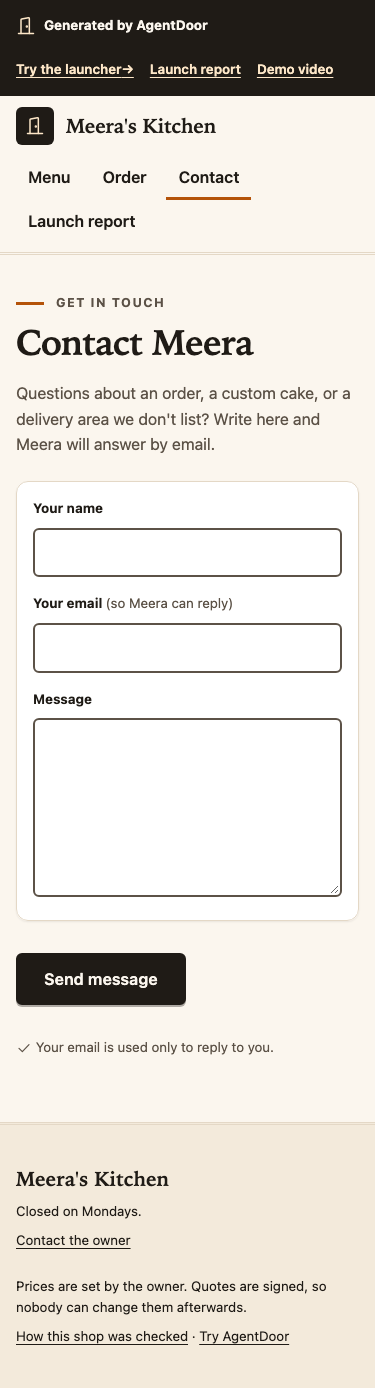 Generated by AgentDoor
Try the launcher→ Launch report Demo video
Meera's Kitchen
Menu Order Contact
Launch report
GET IN TOUCH
Contact Meera
Questions about an order, a custom cake, or a
delivery area we don't list? Write here and
Meera will answer by email.
Your name
Your email (so Meera can reply)
Message
Send message
Your email is used only to reply to you.
Meera's Kitchen
Closed on Mondays.
Contact the owner
Prices are set by the owner. Quotes are signed, so
nobody can change them afterwards.
How this shop was checked · Try AgentDoor